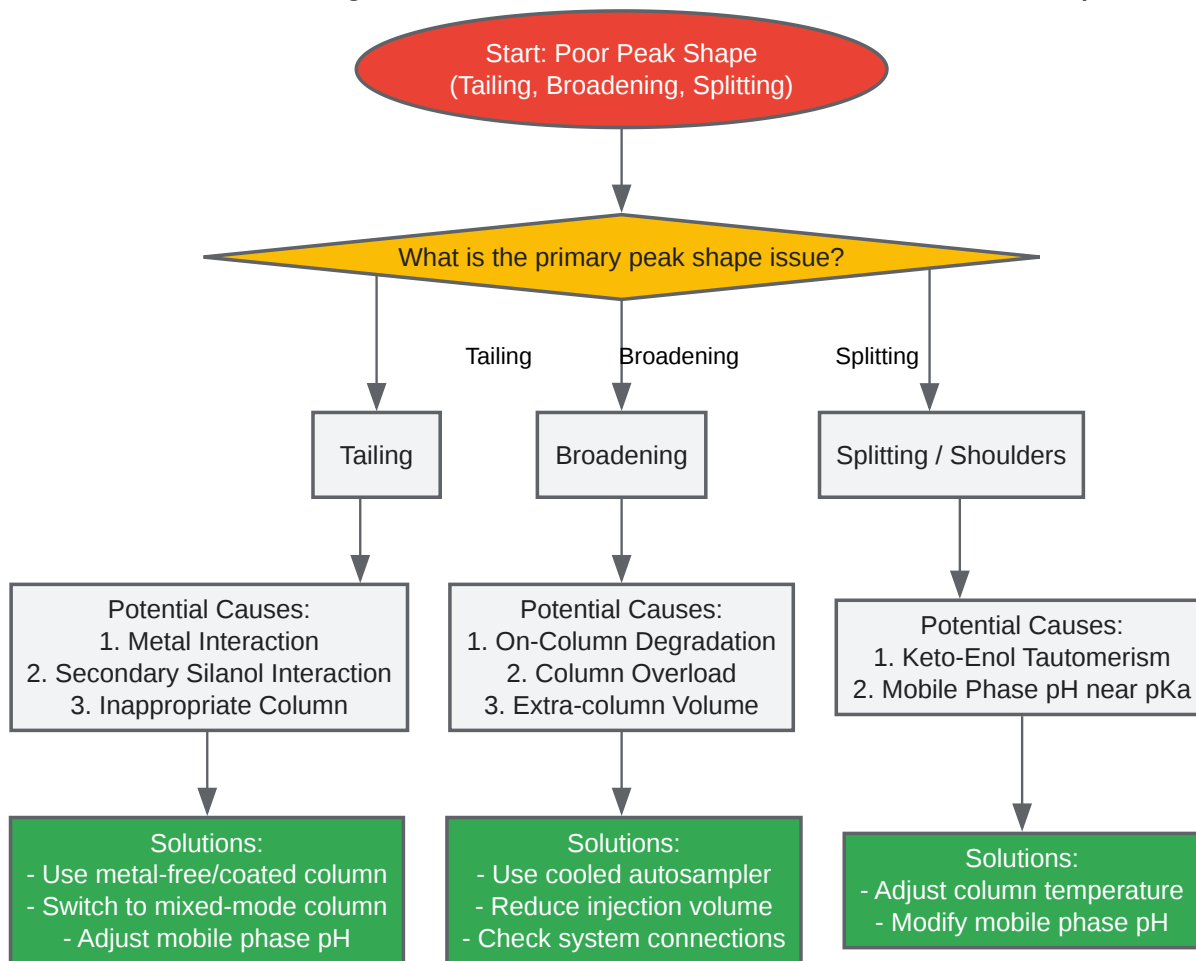 Start: Poor Peak Shape
(Tailing, Broadening, Splitting)
What is the primary peak shape issue?
Tailing
Broadening
Splitting
Tailing
Broadening
Splitting / Shoulders
Potential Causes:
1. Metal Interaction
2. Secondary Silanol Interaction
3. Inappropriate Column
Potential Causes:
1. On-Column Degradation
2. Column Overload
3. Extra-column Volume
Potential Causes:
1. Keto-Enol Tautomerism
2. Mobile Phase pH near pKa
Solutions:
- Use metal-free/coated column
- Switch to mixed-mode column
- Adjust mobile phase pH
Solutions:
- Use cooled autosampler
- Reduce injection volume
- Check system connections
Solutions:
- Adjust column temperature
- Modify mobile phase pH